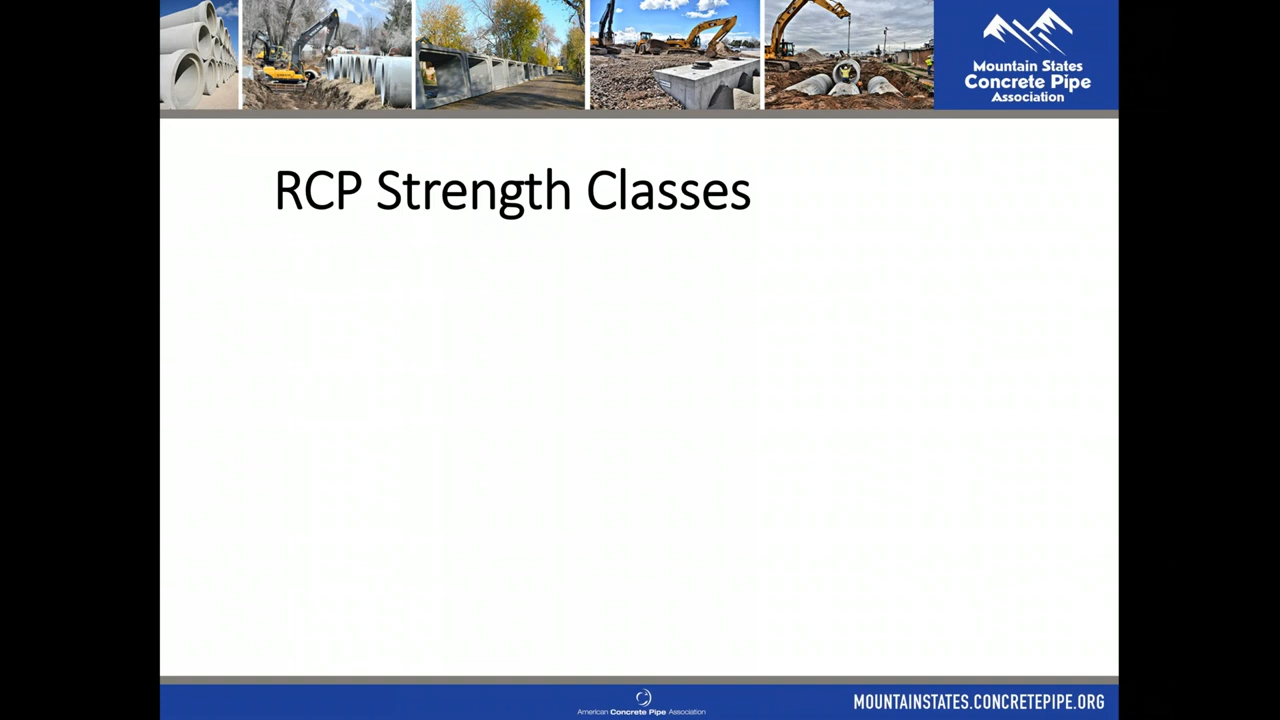 Mountain States
Concrete Pipe
Association
RCP Strength Classes
American Concrete Pipe Association
MOUNTAINSTATES.CONCRETEPIPE.ORG